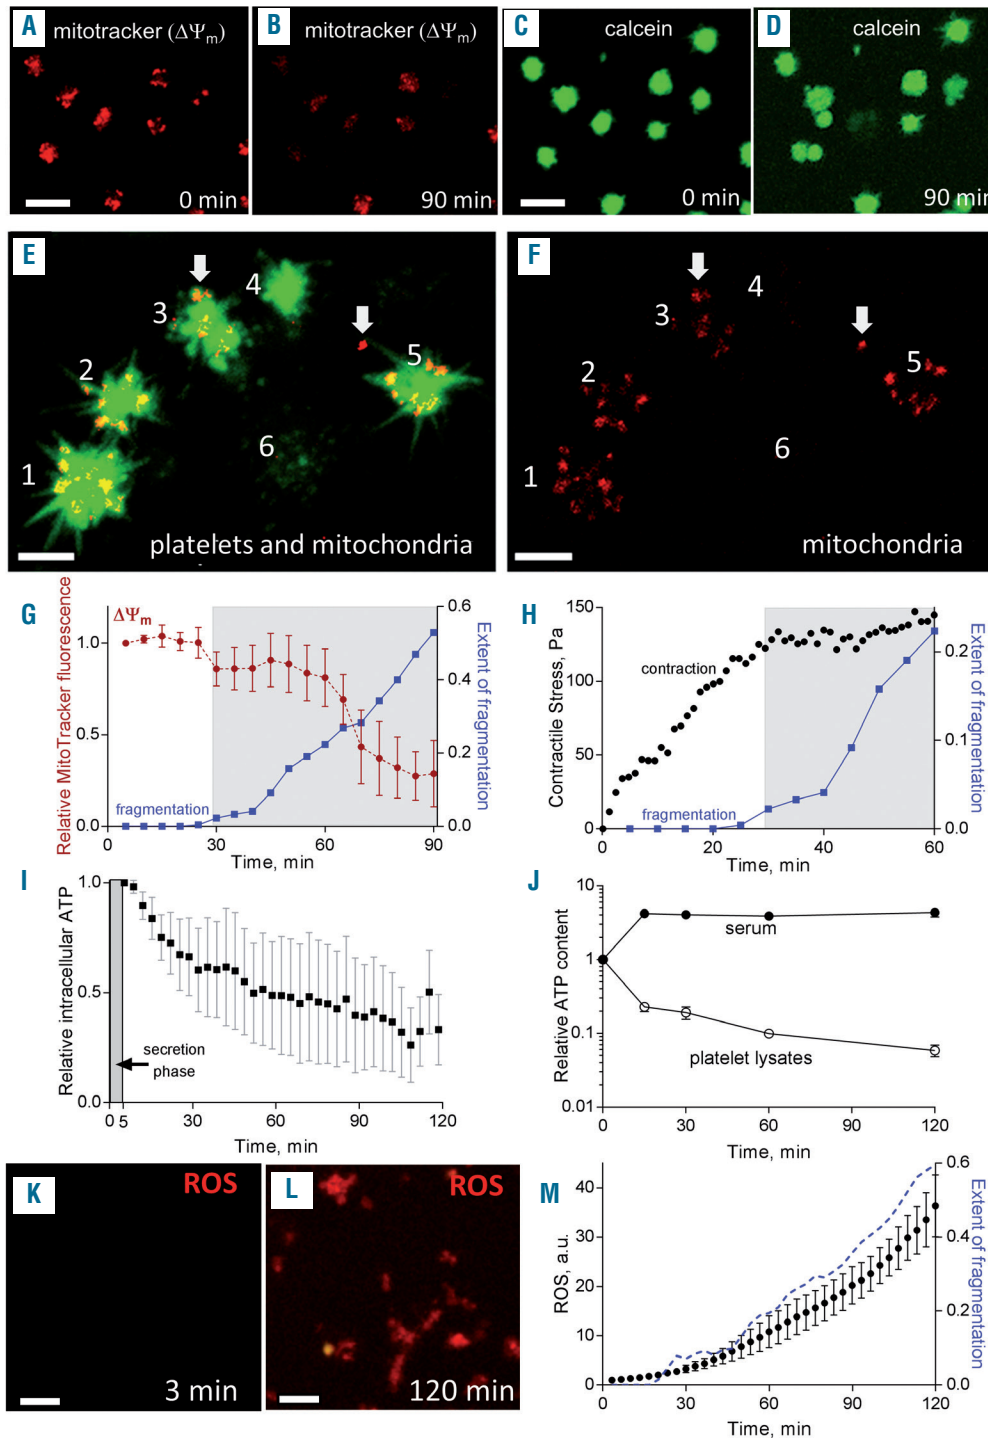 A
mitotracker (ΔΨm)
0 min
B
mitotracker (ΔΨm)
90 min
C
calcein
0 min
D
calcein
90 min
E
1
2
3
4
5
6
platelets and mitochondria
F
1
2
3
4
5
6
mitochondria
G
Relative MitoTracker fluorescence
ΔΨm
fragmentation
Extent of fragmentation
1.0
0.5
0.0
0.6
0.4
0.2
0.0
0
30
60
90
Time, min
H
Contractile Stress, Pa
contraction
fragmentation
Extent of fragmentation
150
100
50
0
0.2
0.1
0.0
0
20
40
60
Time, min
I
Relative intracellular ATP
1.0
0.5
0.0
secretion
phase
0
5
30
60
90
120
Time, min
J
Relative ATP content
10
1
0.1
0.01
serum
platelet lysates
0
30
60
90
120
Time, min
K
ROS
3 min
L
ROS
120 min
M
ROS, a.u.
Extent of fragmentation
40
30
20
10
0
0.6
0.4
0.2
0.0
0
30
60
90
120
Time, min